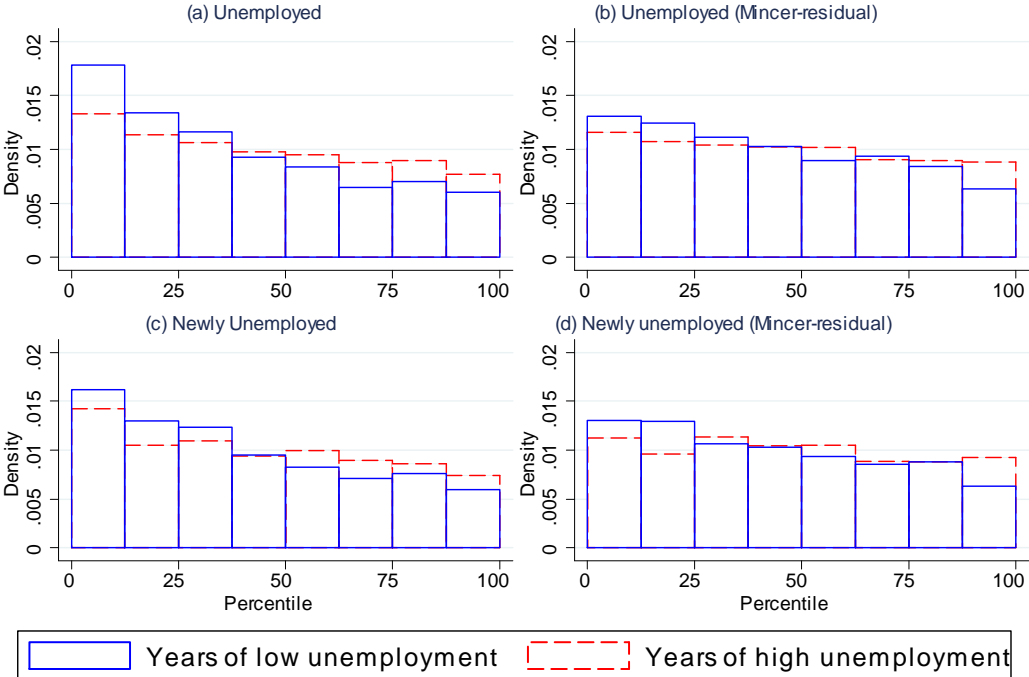 (a) Unemployed
Density
.02
.015
.01
.005
0
0 25 50 75 100
(b) Unemployed (Mincer-residual)
Density
.02
.015
.01
.005
0
0 25 50 75 100
(c) Newly Unemployed
Density
.02
.015
.01
.005
0
0 25 50 75 100
Percentile
(d) Newly unemployed (Mincer-residual)
Density
.02
.015
.01
.005
0
0 25 50 75 100
Percentile
Years of low unemployment
Years of high unemployment